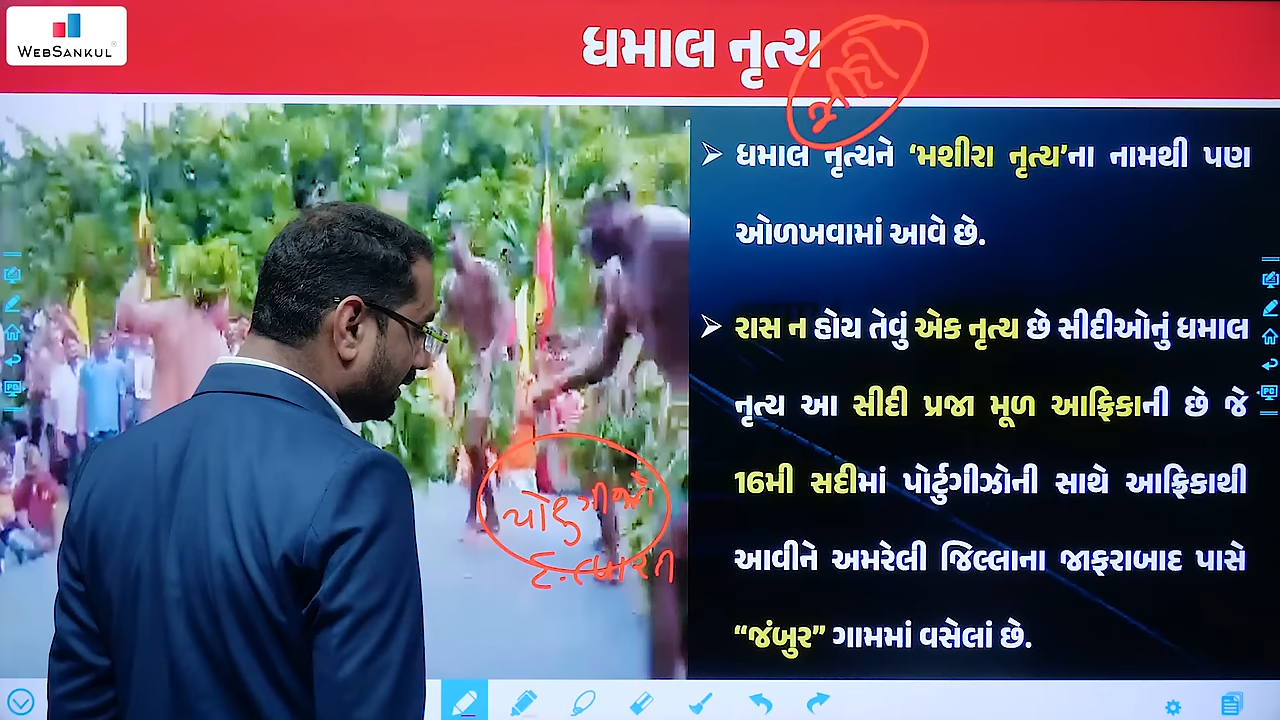 WEBSANKUL
ધમાલ નૃત્ય
ધમાલ નૃત્યને ‘મશીરા નૃત્ય’ના નામથી પણ
ઓળખવામાં આવે છે.
રાસ ન હોય તેવું એક નૃત્ય છે સીદીઓનું ધમાલ
નૃત્ય આ સીદી પ્રજા મૂળ આફ્રિકાની છે જે
16મી સદીમાં પોર્ટુગીઝોની સાથે આફ્રિકાથી
આવીને અમરેલી જિલ્લાના જાફરાબાદ પાસે
“જંબુર” ગામમાં વસેલાં છે.